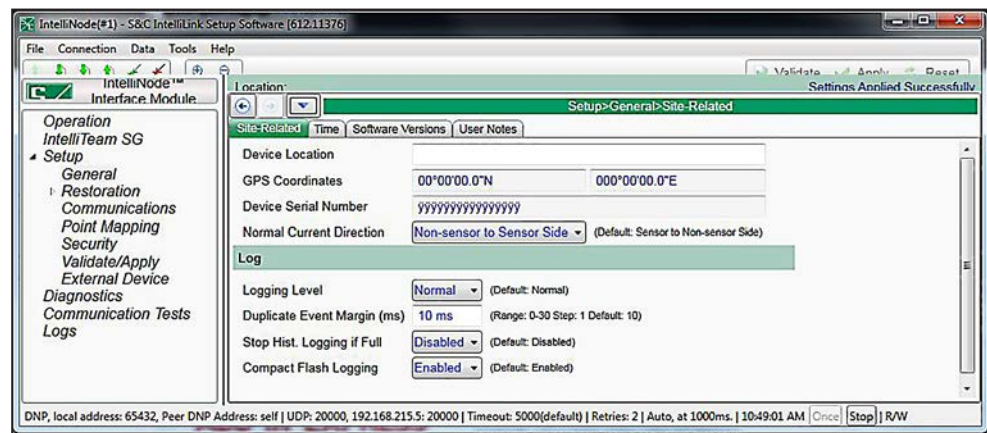 IntelliNode(#1) - S&C IntelliLink Setup Software [612.11376]
File Connection Data Tools Help
Validate Apply Reset
IntelliNode™
Interface Module
Location:
Settings Applied Successfully
Setup>General>Site-Related
Operation
IntelliTeam SG
Setup
General
Restoration
Communications
Point Mapping
Security
Validate/Apply
External Device
Diagnostics
Communication Tests
Logs
Site-Related Time Software Versions User Notes
Device Location
GPS Coordinates 00°00'00.0"N 000°00'00.0"E
Device Serial Number ÿÿÿÿÿÿÿÿÿÿÿÿÿÿÿÿ
Normal Current Direction Non-sensor to Sensor Side (Default: Sensor to Non-sensor Side)
Log
Logging Level Normal (Default: Normal)
Duplicate Event Margin (ms) 10 ms (Range: 0-30 Step: 1 Default: 10)
Stop Hist. Logging if Full Disabled (Default: Disabled)
Compact Flash Logging Enabled (Default: Enabled)
DNP, local address: 65432, Peer DNP Address: self | UDP: 20000, 192.168.215.5: 20000 | Timeout: 5000(default) | Retries: 2 | Auto, at 1000ms. | 10:49:01 AM Once Stop | R/W